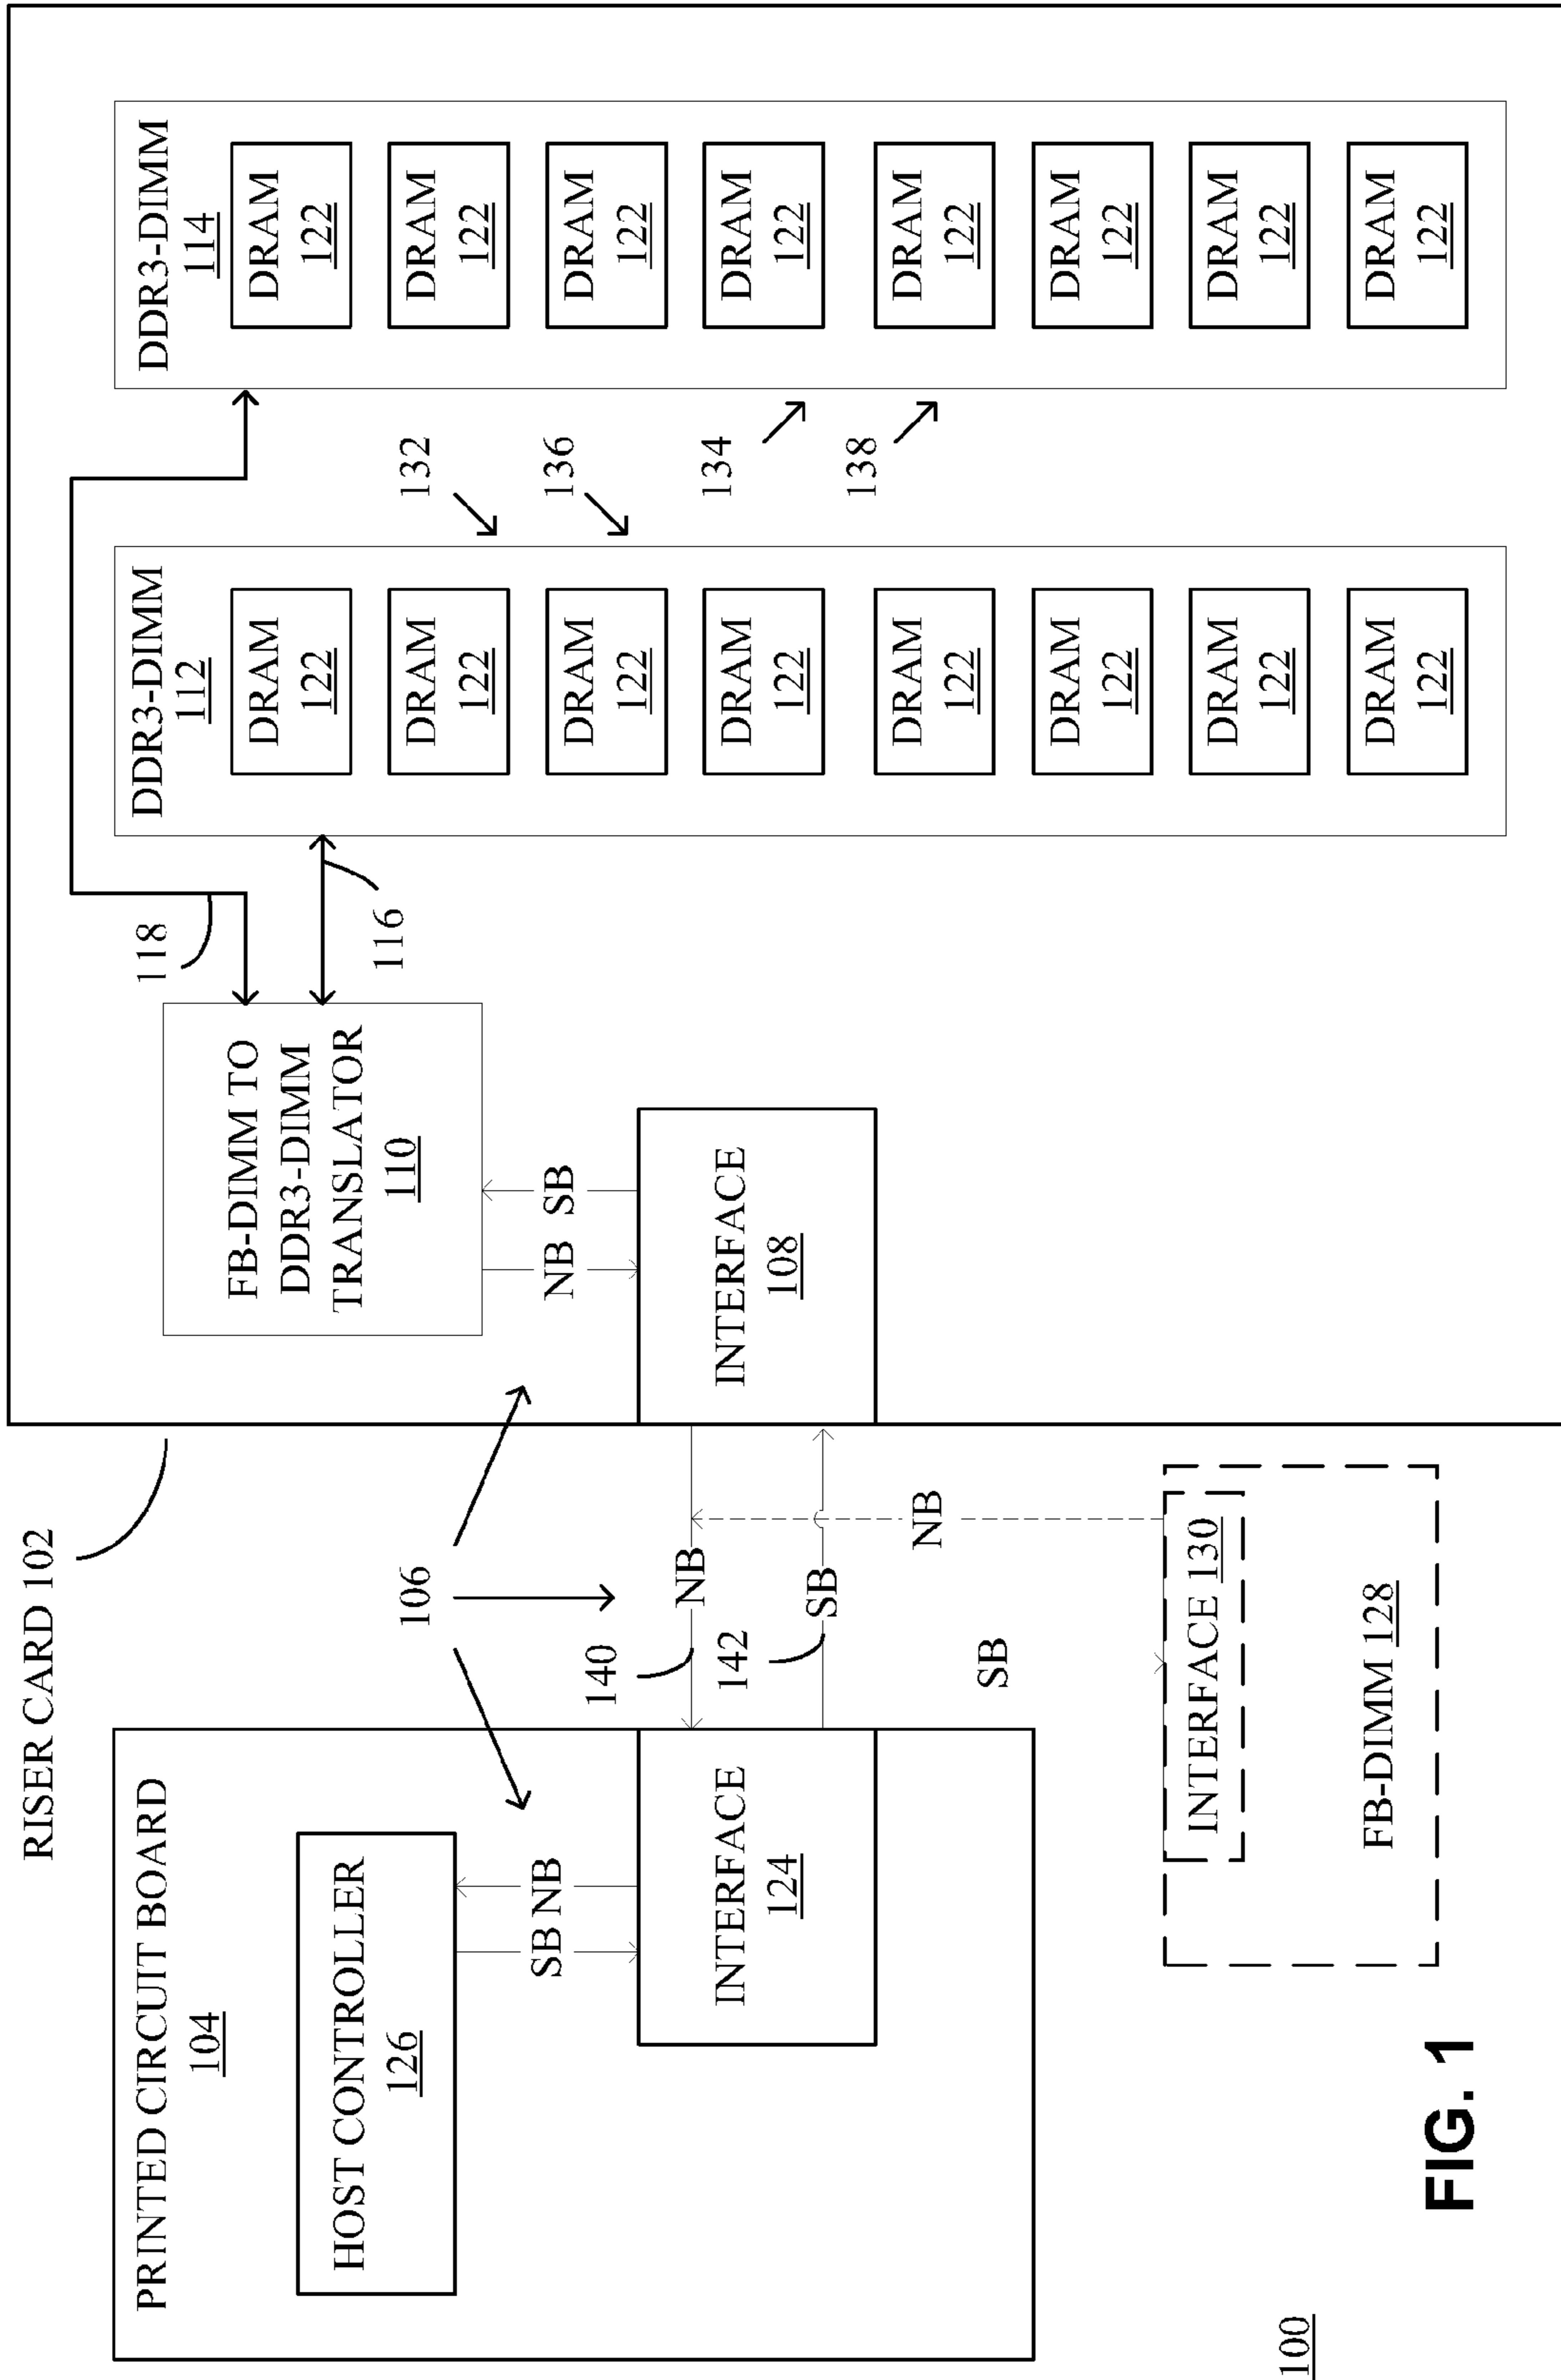 RISER CARD 102
PRINTED CIRCUIT BOARD
104
HOST CONTROLLER
126
SB NB
INTERFACE
124
106
140
NB
142
SB
SB
NB
INTERFACE 130
FB-DIMM 128
FB-DIMM TO
DDR3-DIMM
TRANSLATOR
110
NB SB
INTERFACE
108
118
116
DDR3-DIMM
112
DRAM
122
DRAM
122
DRAM
122
DRAM
122
DRAM
122
DRAM
122
DRAM
122
DRAM
122
132
136
134
138
DDR3-DIMM
114
DRAM
122
DRAM
122
DRAM
122
DRAM
122
DRAM
122
DRAM
122
DRAM
122
DRAM
122
100
FIG. 1